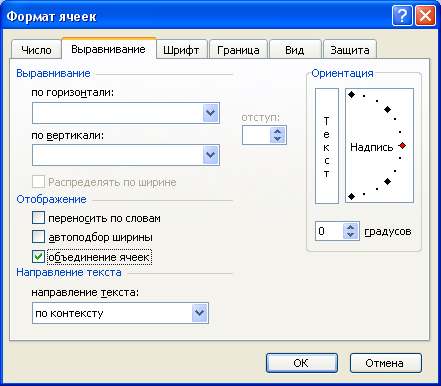 Формат ячеек
Число Выравнивание Шрифт Граница Вид Защита
Выравнивание
по горизонтали:
отступ:
по вертикали:
Распределять по ширине
Отображение
переносить по словам
автоподбор ширины
объединение ячеек
Направление текста
направление текста:
по контексту
Ориентация
Текст
Надпись
0 градусов
ОК Отмена